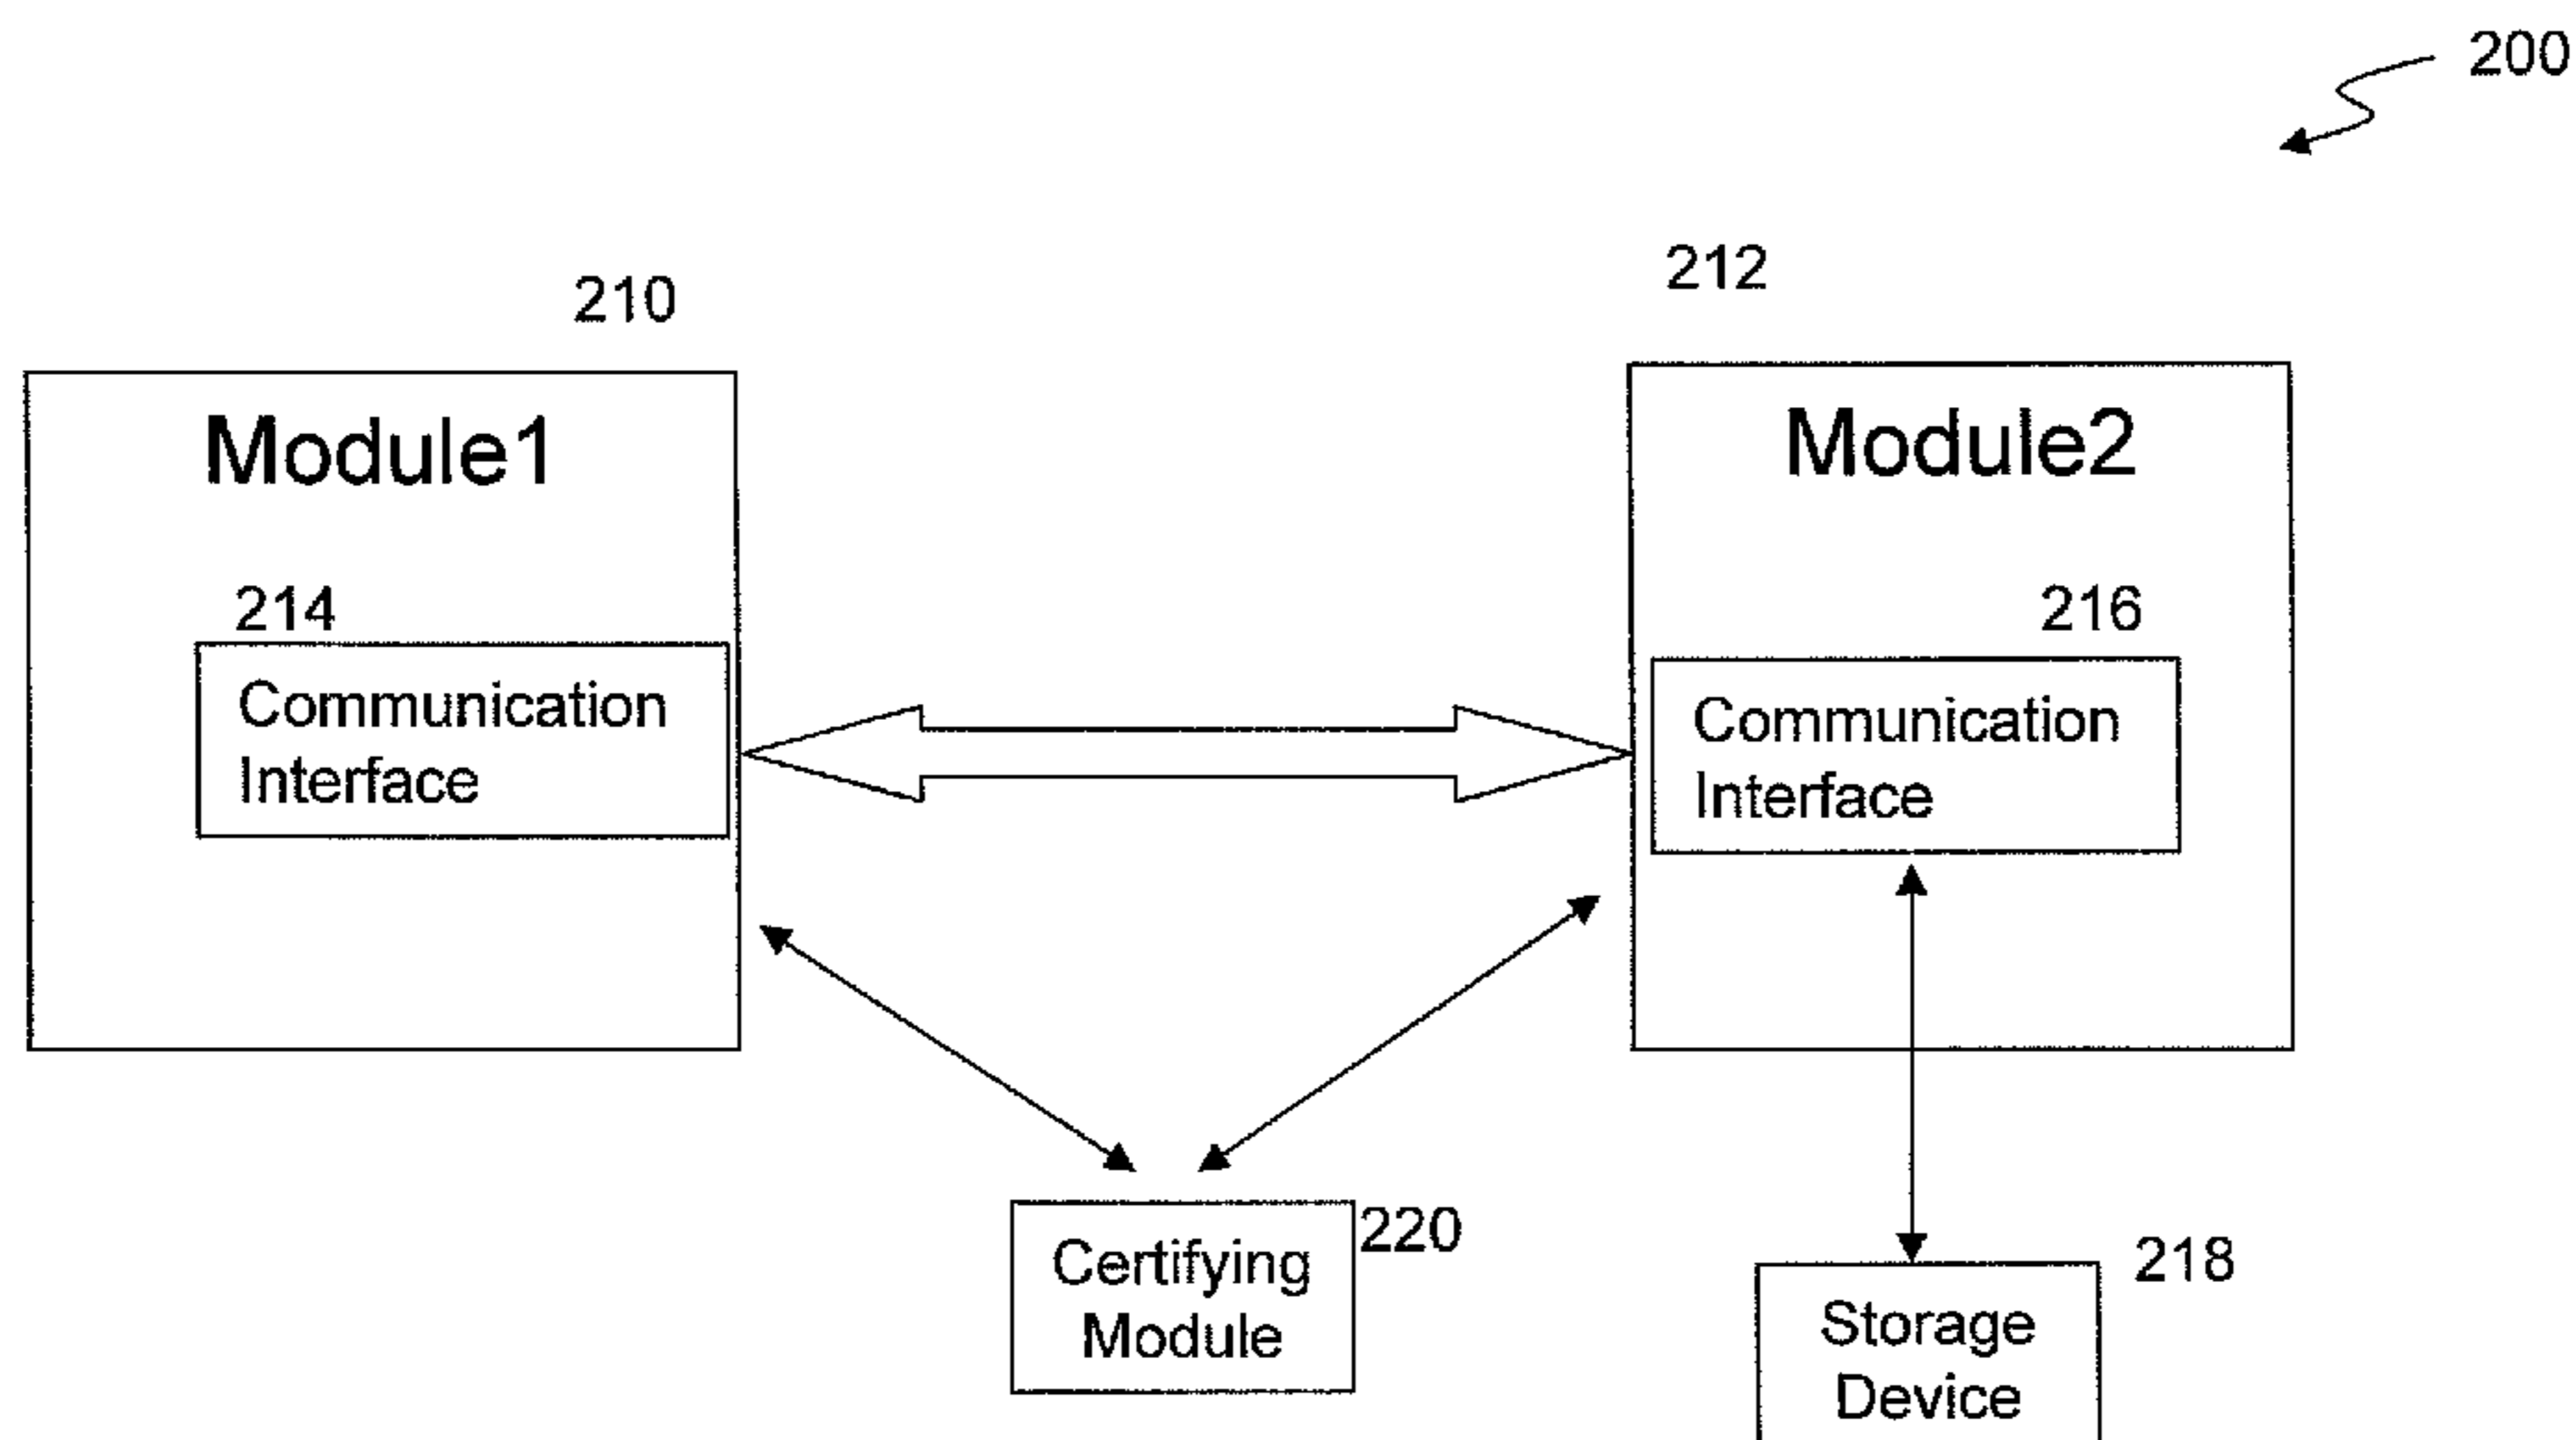 200
210
212
Module1
Module2
214
216
Communication
Interface
Communication
Interface
220
Certifying
Module
218
Storage
Device